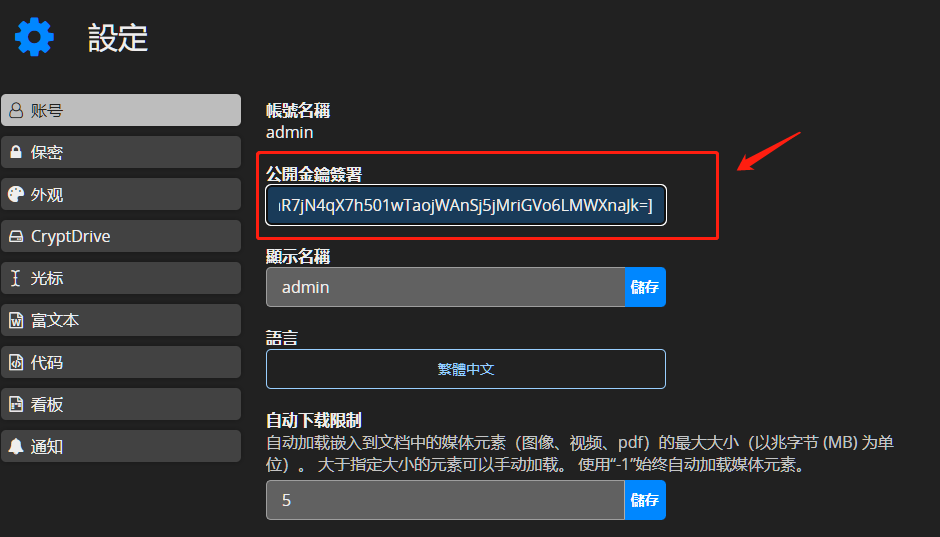 設定
账号
保密
外观
CryptDrive
光标
富文本
代码
看板
通知
帳號名稱
admin
公開金鑰簽署
R7jN4qX7h501wTaojWAnSj5jMriGVo6LMWXnaJk=]
顯示名稱
admin
儲存
語言
繁體中文
自动下载限制
自动加载嵌入到文档中的媒体元素（图像、视频、pdf）的最大大小（以兆字节 (MB) 为单
位）。 大于指定大小的元素可以手动加载。 使用“-1”始终自动加载媒体元素。
5
儲存